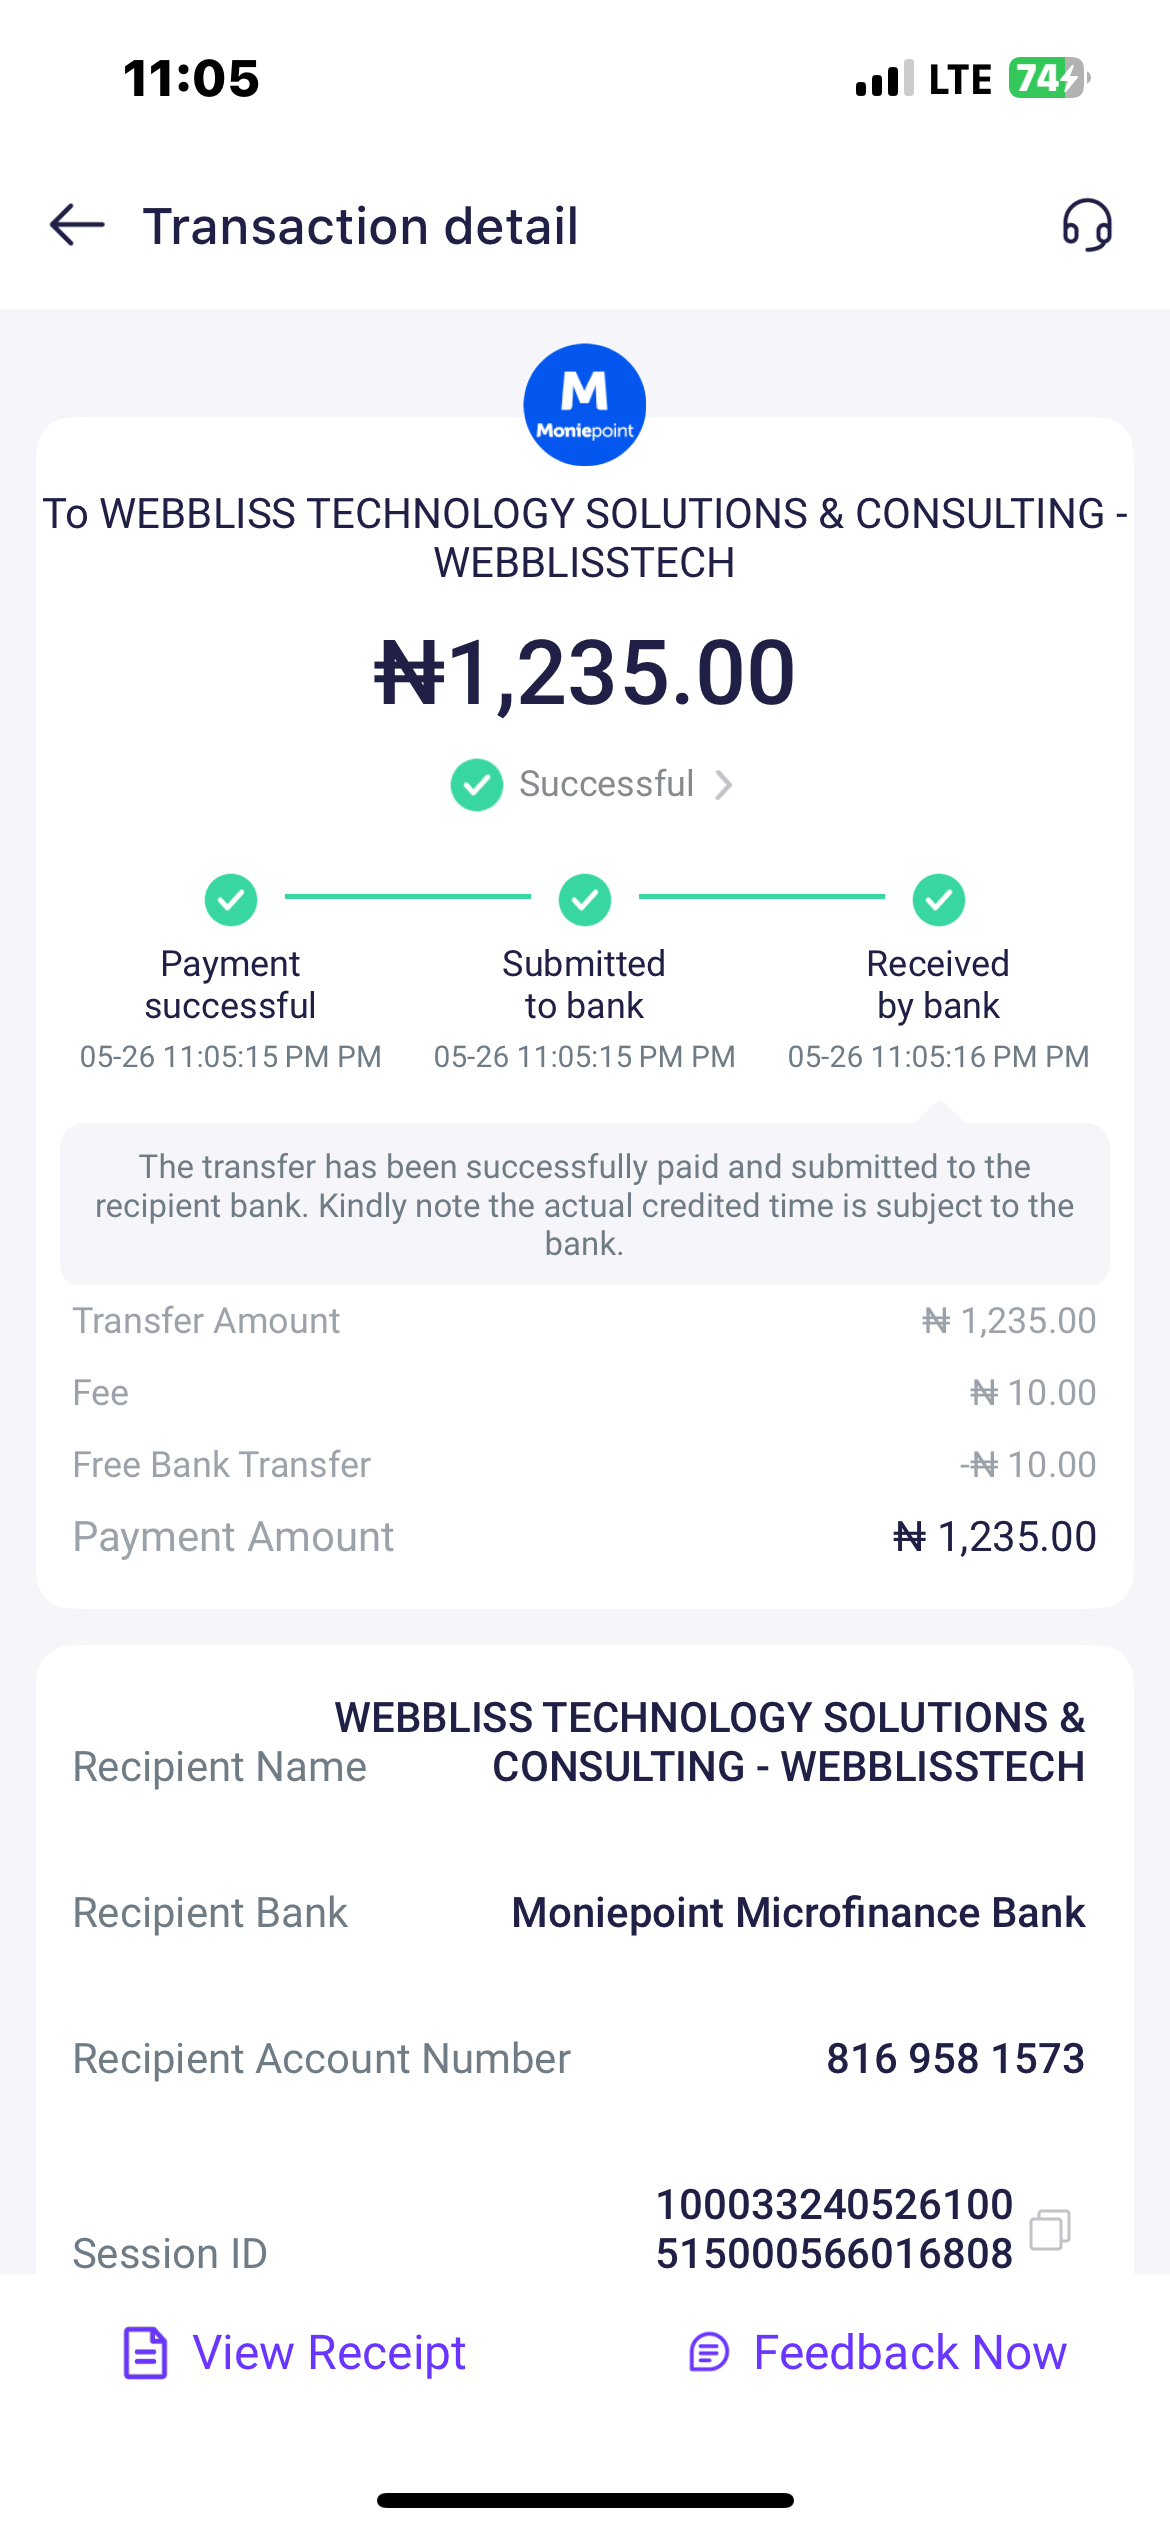 11:05
LTE 74
Transaction detail
M
Moniepoint
To WEBBLISS TECHNOLOGY SOLUTIONS & CONSULTING -
WEBBLISSTECH
₦1,235.00
Successful
Payment
successful
05-26 11:05:15 PM PM
Submitted
to bank
05-26 11:05:15 PM PM
Received
by bank
05-26 11:05:16 PM PM
The transfer has been successfully paid and submitted to the
recipient bank. Kindly note the actual credited time is subject to the
bank.
Transfer Amount ₦ 1,235.00
Fee ₦ 10.00
Free Bank Transfer -₦ 10.00
Payment Amount ₦ 1,235.00
WEBBLISS TECHNOLOGY SOLUTIONS &
Recipient Name CONSULTING - WEBBLISSTECH
Recipient Bank Moniepoint Microfinance Bank
Recipient Account Number 816 958 1573
100033240526100
Session ID 515000566016808
View Receipt Feedback Now